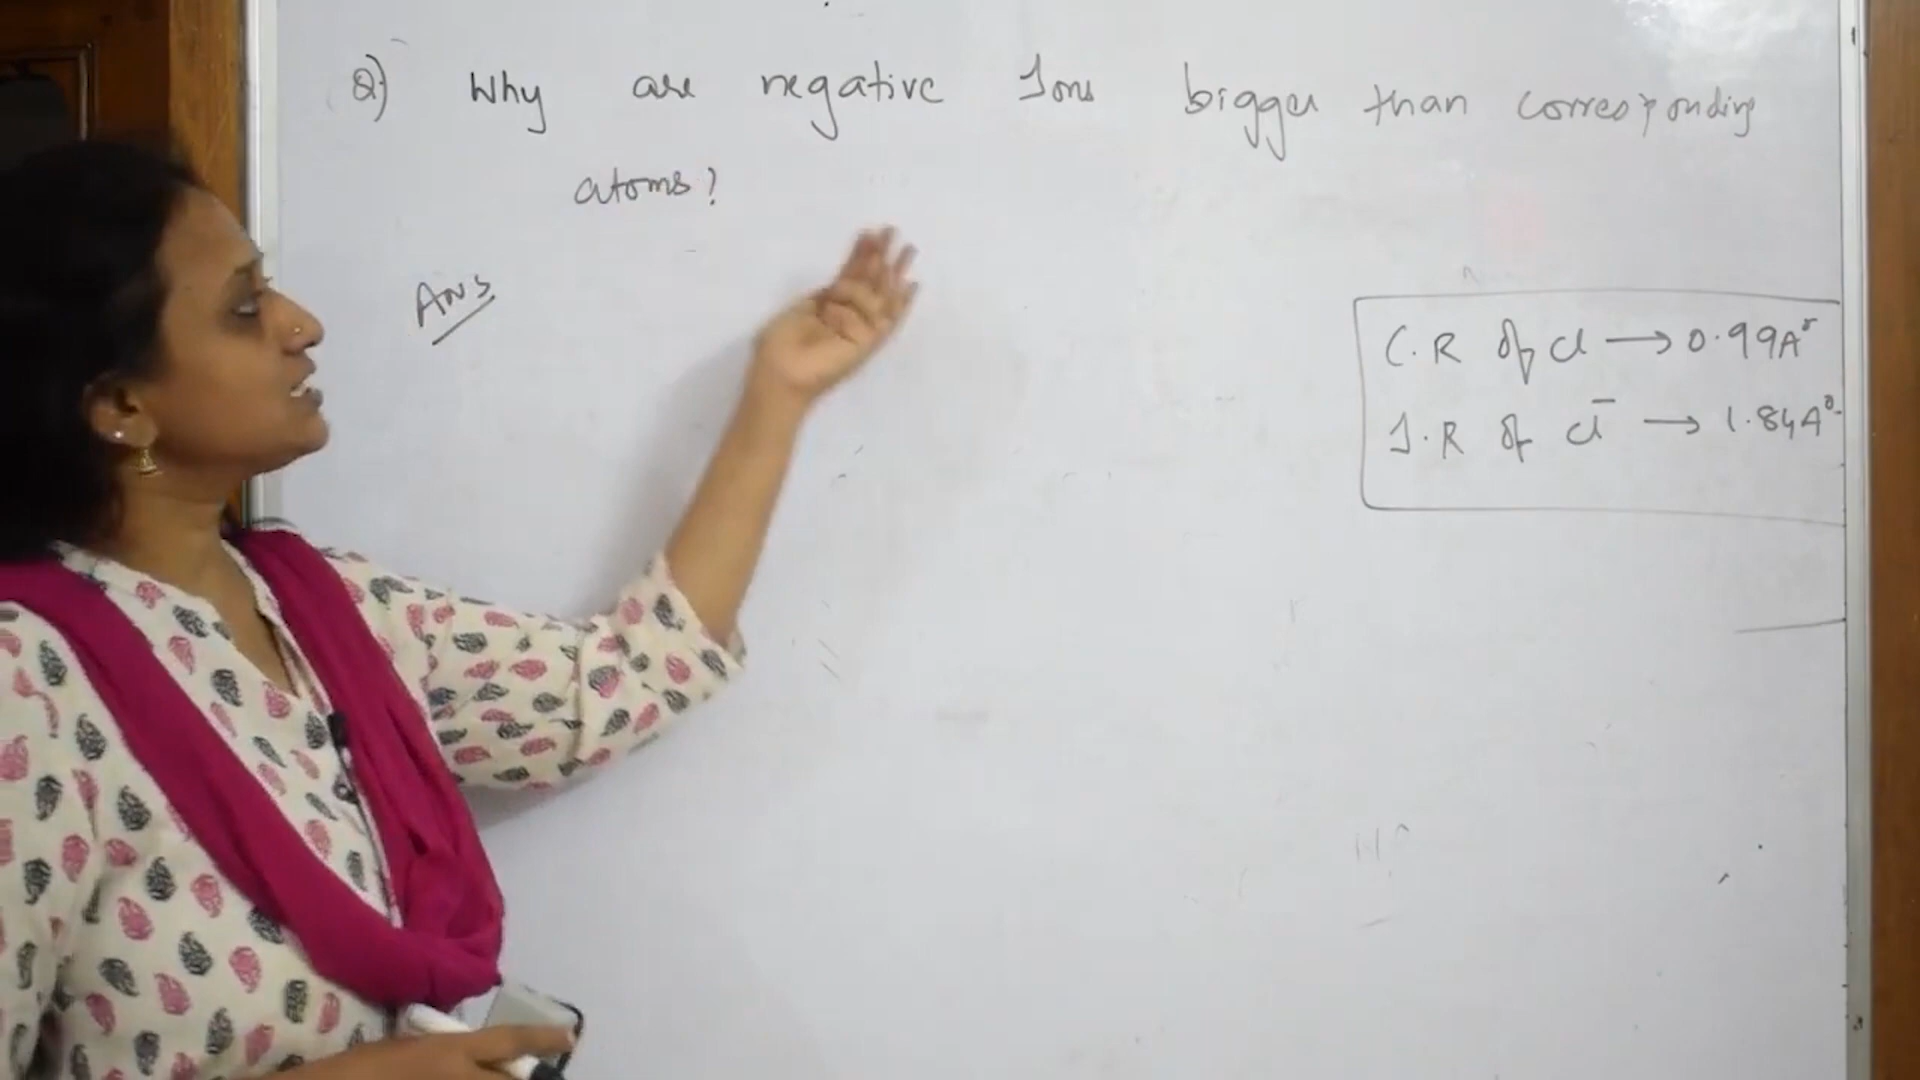 Q) Why are negative Ions bigger than corresponding
atoms?
Ans
C.R of Cl → 0.99A°
I.R of Cl⁻ → 1.84A°